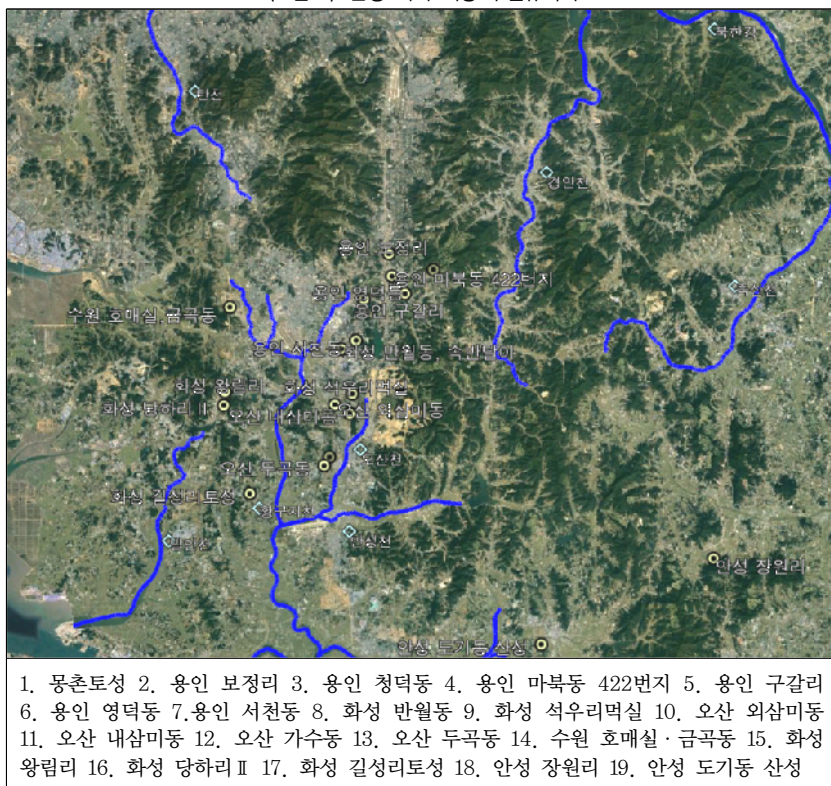 북한강
탄천
경안천
용인 보정리
용인 마북동 422번지
용인 영덕동
용인 구갈리
수원 호매실.금곡동
용인 서천동
화성 반월동
화성 왕림리
화성 석우리먹실
화성 당하리 Ⅱ
오산 내삼미동
오산 외삼미동
오산천
오산 두곡동
화성 길성리토성
황구지천
안성천
안성 장원리
안성 도기동 산성
1. 몽촌토성 2. 용인 보정리 3. 용인 청덕동 4. 용인 마북동 422번지 5. 용인 구갈리
6. 용인 영덕동 7.용인 서천동 8. 화성 반월동 9. 화성 석우리먹실 10. 오산 외삼미동
11. 오산 내삼미동 12. 오산 가수동 13. 오산 두곡동 14. 수원 호매실 · 금곡동 15. 화성
왕림리 16. 화성 당하리Ⅱ 17. 화성 길성리토성 18. 안성 장원리 19. 안성 도기동 산성